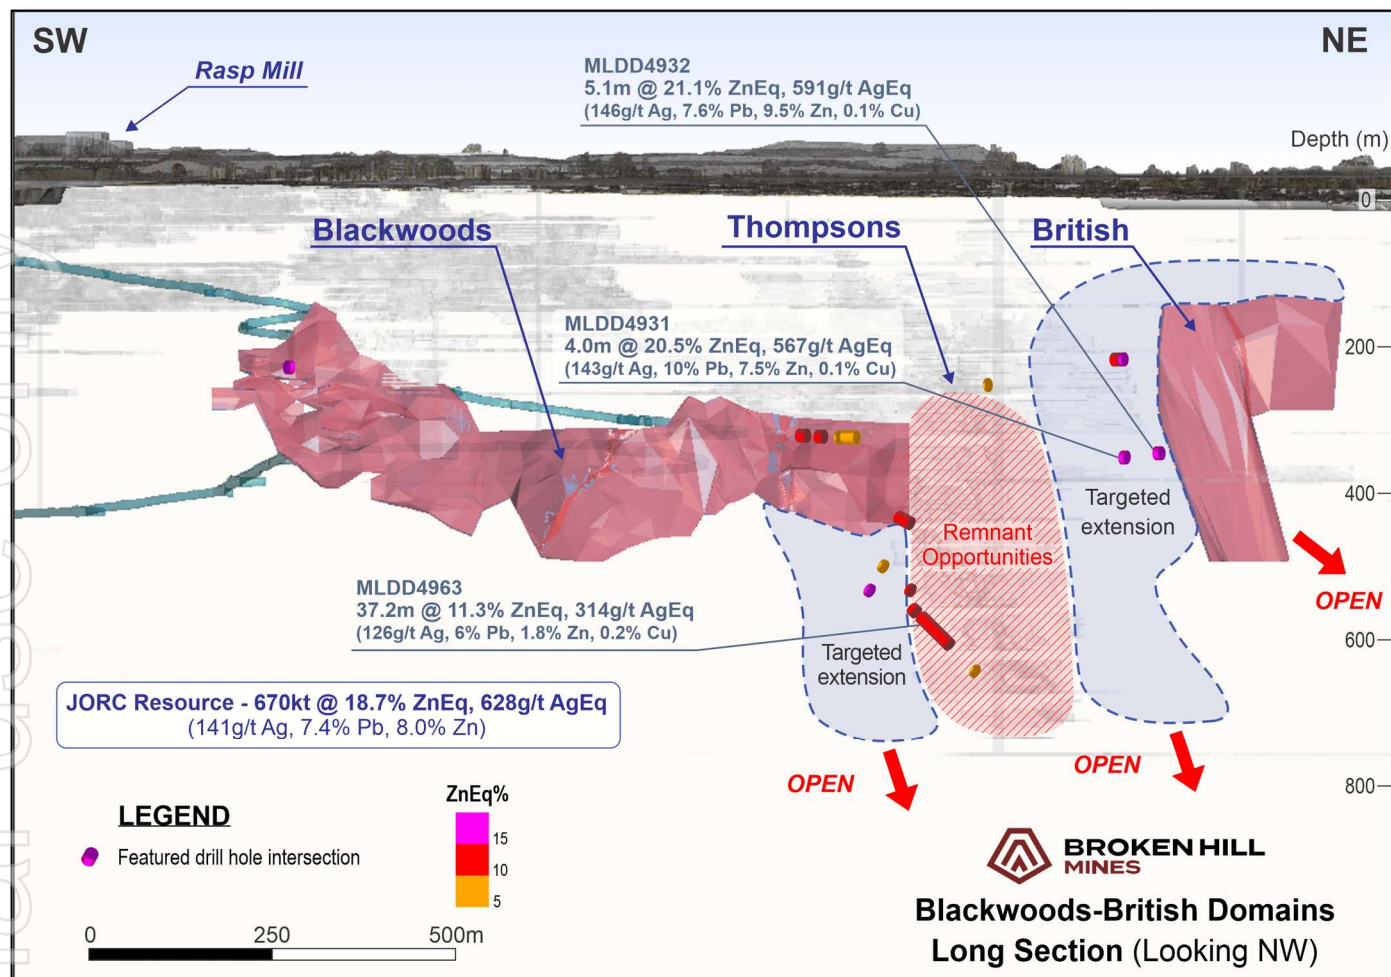 SW
NE
Rasp Mill
MLDD4932
5.1m @ 21.1% ZnEq, 591g/t AgEq
(146g/t Ag, 7.6% Pb, 9.5% Zn, 0.1% Cu)
Depth (m)
0
Blackwoods
Thompsons
British
MLDD4931
4.0m @ 20.5% ZnEq, 567g/t AgEq
(143g/t Ag, 10% Pb, 7.5% Zn, 0.1% Cu)
200
400
Targeted
extension
Remnant
Opportunities
MLDD4963
37.2m @ 11.3% ZnEq, 314g/t AgEq
(126g/t Ag, 6% Pb, 1.8% Zn, 0.2% Cu)
OPEN
600
Targeted
extension
JORC Resource - 670kt @ 18.7% ZnEq, 628g/t AgEq
(141g/t Ag, 7.4% Pb, 8.0% Zn)
OPEN
OPEN
800
LEGEND
Featured drill hole intersection
ZnEq%
15
10
5
0 250 500m
BROKEN HILL
MINES
Blackwoods-British Domains
Long Section (Looking NW)